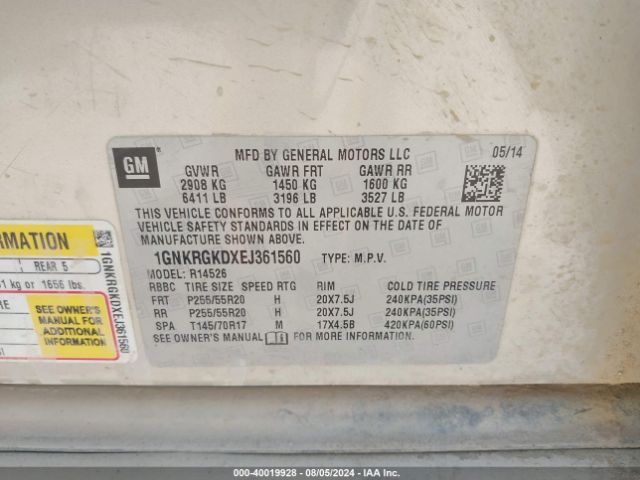 GM
MFD BY GENERAL MOTORS LLC 05/14
GVWR GAWR FRT GAWR RR
2908 KG 1450 KG 1600 KG
6411 LB 3196 LB 3527 LB
THIS VEHICLE CONFORMS TO ALL APPLICABLE U.S. FEDERAL MOTOR
VEHICLE SAFETY STANDARDS IN EFFECT ON THE DATE OF
MANUFACTURE SHOWN ABOVE.
1GNKRGKDXEJ361560 TYPE: M.P.V.
MODEL: R14526
RBBC TIRE SIZE SPEED RTG RIM COLD TIRE PRESSURE
FRT P255/55R20 H 20X7.5J 240KPA(35PSI)
RR P255/55R20 H 20X7.5J 240KPA(35PSI)
SPA T145/70R17 M 17X4.5B 420KPA(60PSI)
SEE OWNER'S MANUAL FOR MORE INFORMATION.
REAR 5
kg or 1656 lbs.
SEE OWNER'S
MANUAL FOR
ADDITIONAL
INFORMATION
1GNKRGKDXEJ361560
000-40019928 - 08/05/2024 - IAA Inc.